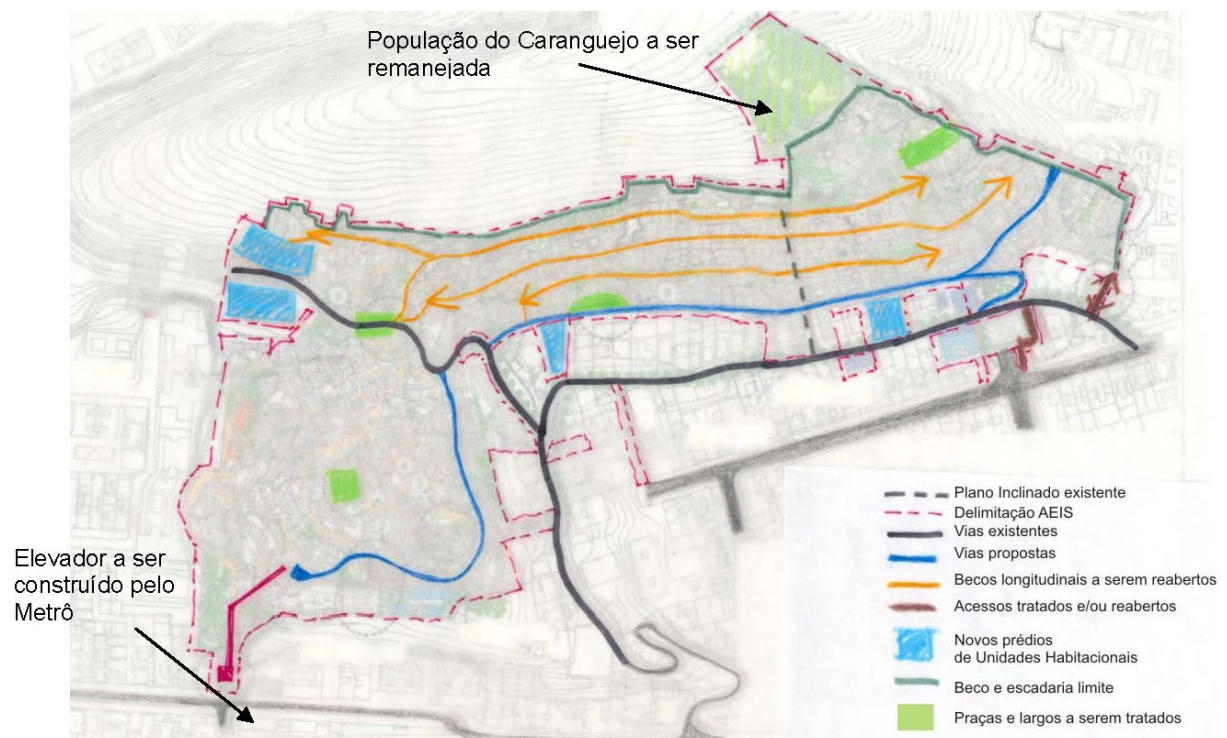 População do Caranguejo a ser
remanejada
Elevador a ser
construído pelo
Metrô
Plano Inclinado existente
Delimitação AEIS
Vias existentes
Vias propostas
Becos longitudinais a serem reabertos
Acessos tratados e/ou reabertos
Novos prédios
de Unidades Habitacionais
Beco e escadaria limite
Praças e largos a serem tratados